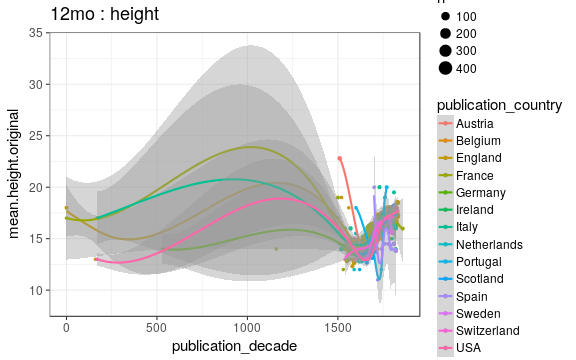 12mo : height
mean.height.original
35
30
25
20
15
10
0
500
1000
1500
publication_decade
100
200
300
400
publication_country
Austria
Belgium
England
France
Germany
Ireland
Italy
Netherlands
Portugal
Scotland
Spain
Sweden
Switzerland
USA